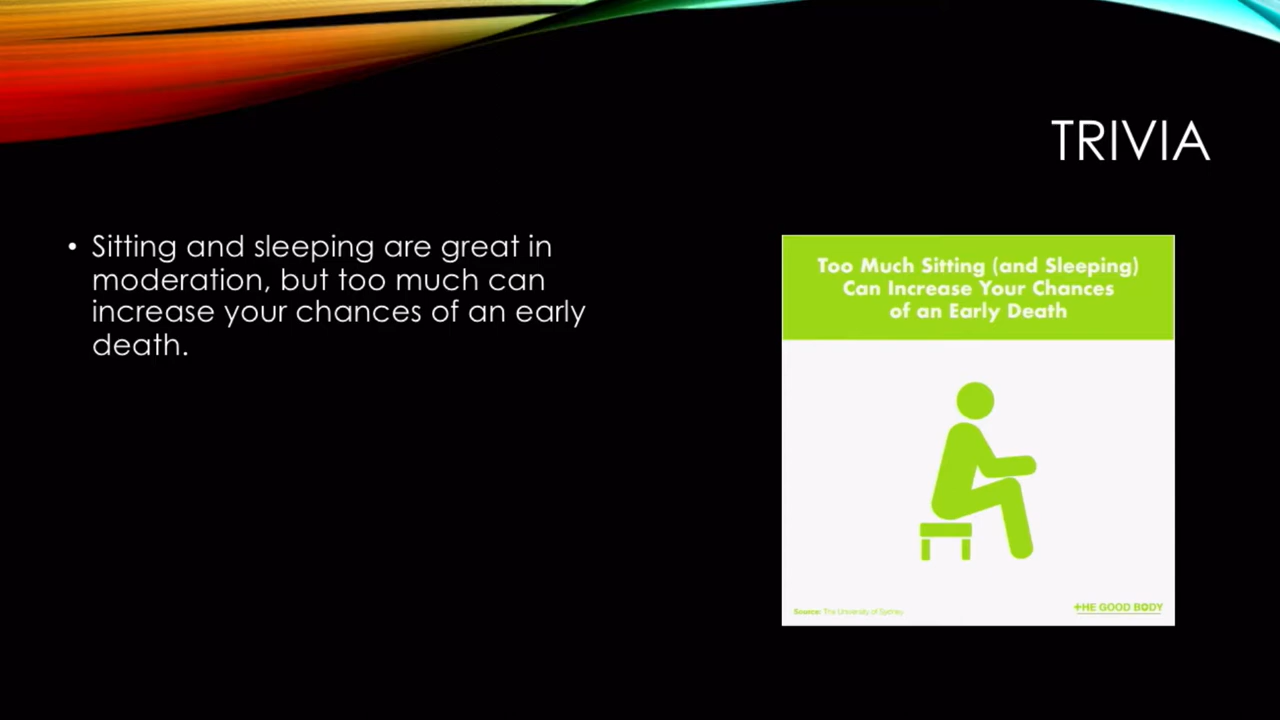 TRIVIA
• Sitting and sleeping are great in
moderation, but too much can
increase your chances of an early
death.
Too Much Sitting (and Sleeping)
Can Increase Your Chances
of an Early Death
Source: The University of Sydney
+HE GOOD BODY